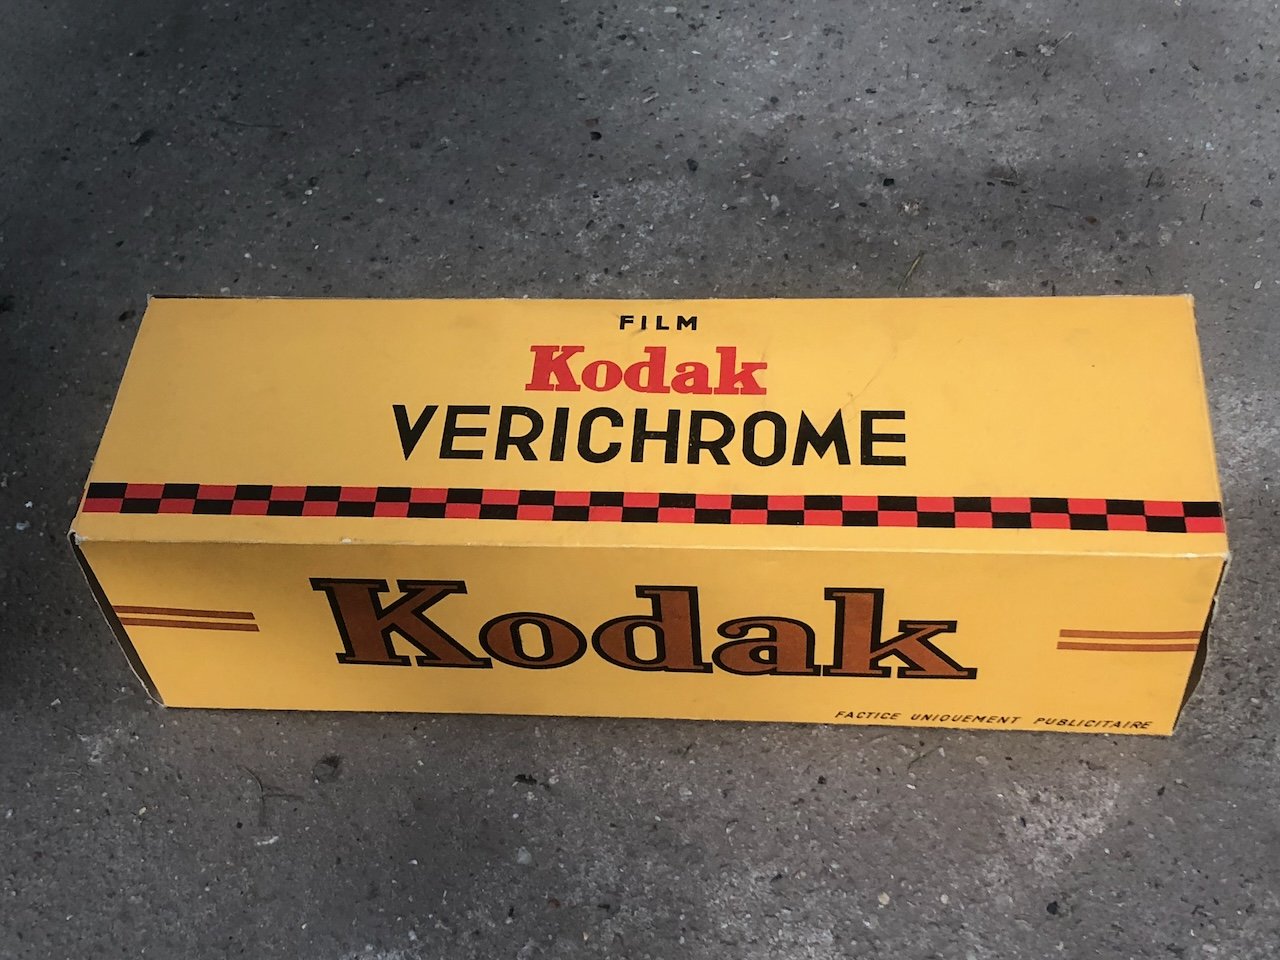 FILM
Kodak
VERICHROME
Kodak
FACTICE UNIQUEMENT PUBLICITAIRE